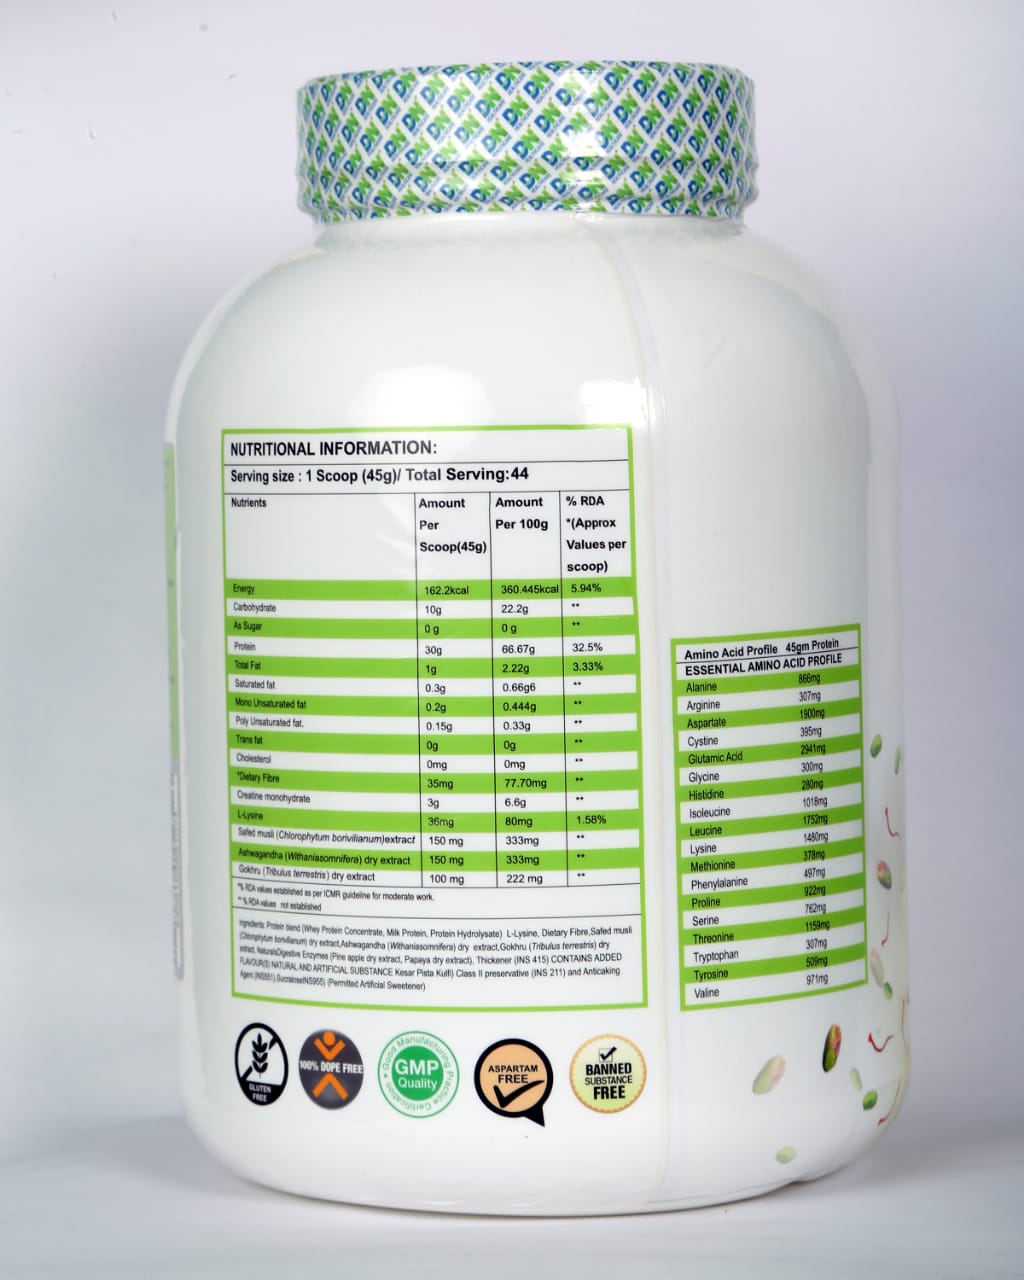 NUTRITIONAL INFORMATION:
Serving size : 1 Scoop (45g)/ Total Serving:44
Nutrients Amount Per Scoop(45g) Amount Per 100g % RDA *(Approx Values per scoop)
Energy 162.2kcal 360.445kcal 5.94%
Carbohydrate 10g 22.2g **
As Sugar 0 g 0 g **
Protein 30g 66.67g 32.5%
Total Fat 1g 2.22g 3.33%
Saturated fat 0.3g 0.66g6 **
Mono Unsaturated fat 0.2g 0.444g **
Poly Unsaturated fat. 0.15g 0.33g **
Trans fat 0g 0g **
Cholesterol 0mg 0mg **
*Dietary Fibre 35mg 77.70mg **
Creatine monohydrate 3g 6.6g **
L-Lysine 36mg 80mg 1.58%
Safed musli (Chlorophytum borivilianum)extract 150 mg 333mg **
Ashwagandha (Withaniasomnifera) dry extract 150 mg 333mg **
Gokhru (Tribulus terrestris) dry extract 100 mg 222 mg **
*% RDA values established as per ICMR guideline for moderate work.
** % RDA values not established
Ingredients: Protein blend (Whey Protein Concentrate, Milk Protein, Protein Hydrolysate) L-Lysine, Dietary Fibre,Safed musli
(Chlorophytum borivilianum) dry extract,Ashwagandha (Withaniasomnifera) dry extract,Gokhru (Tribulus terrestris) dry
extract, NaturalsDigestive Enzymes (Pine apple dry extract, Papaya dry extract), Thickener (INS 415) CONTAINS ADDED
FLAVOUR(S) NATURAL AND ARTIFICIAL SUBSTANCE Kesar Pista Kulfi) Class II preservative (INS 211) and Anticaking
Agent (INS551),SucraloseINS955) (Permitted Artificial Sweetener)
Amino Acid Profile 45gm Protein
ESSENTIAL AMINO ACID PROFILE
Alanine 866mg
Arginine 307mg
Aspartate 1900mg
Cystine 395mg
Glutamic Acid 2941mg
Glycine 300mg
Histidine 280mg
Isoleucine 1018mg
Leucine 1752mg
Lysine 1480mg
Methionine 378mg
Phenylalanine 497mg
Proline 922mg
Serine 762mg
Threonine 1159mg
Tryptophan 307mg
Tyrosine 509mg
Valine 971mg
GLUTEN
FREE
100% DOPE FREE
Good Manufacturing Practice Certification
GMP
Quality
ASPARTAM
FREE
BANNED
SUBSTANCE
FREE